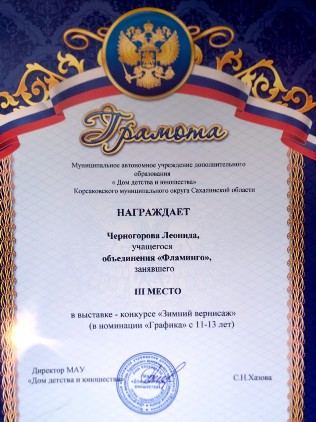 Грамота
Муниципальное автономное учреждение дополнительного
образования
« Дом детства и юношества»
Корсаковского муниципального округа Сахалинской области
НАГРАЖДАЕТ
Черногорова Леонида,
учащегося
объединения «Фламинго»,
занявшего
III МЕСТО
в выставке - конкурсе «Зимний вернисаж»
(в номинации «Графика» с 11-13 лет)
Директор МАУ
«Дом детства и юношества»
С.Н.Хазова